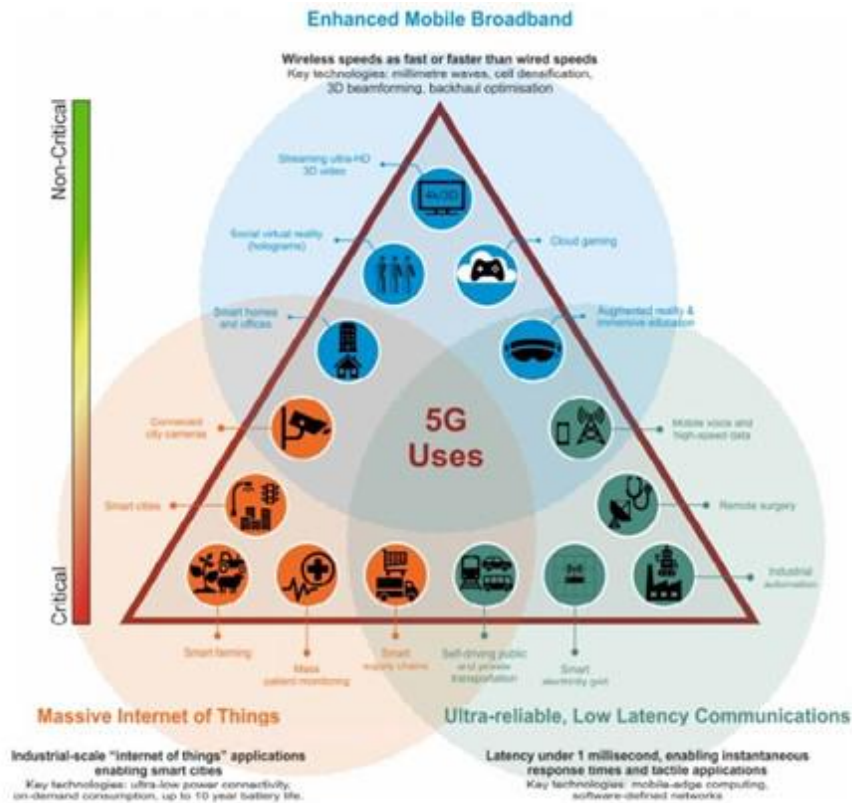 Enhanced Mobile Broadband
Wireless speeds as fast or faster than wired speeds
Key technologies: millimetre waves, cell densification,
3D beamforming, backhaul optimisation
Non-Critical
Critical
Streaming ultra-HD
3D video
4k/3D
Social virtual reality
(holograms)
Cloud gaming
Smart homes
and offices
Augmented reality &
immersive education
5G
Uses
Connected
city cameras
Mobile voice and
high-speed data
Smart cities
Remote surgery
Industrial
automation
Smart farming
Mass
patient monitoring
Smart
supply chains
Self-driving public
and private
transportation
Smart
electricity grid
Massive Internet of Things
Industrial-scale “internet of things” applications
enabling smart cities
Key technologies: ultra-low power connectivity,
on-demand consumption, up to 10 year battery life.
Ultra-reliable, Low Latency Communications
Latency under 1 millisecond, enabling instantaneous
response times and tactile applications
Key technologies: mobile-edge computing,
software-defined networks